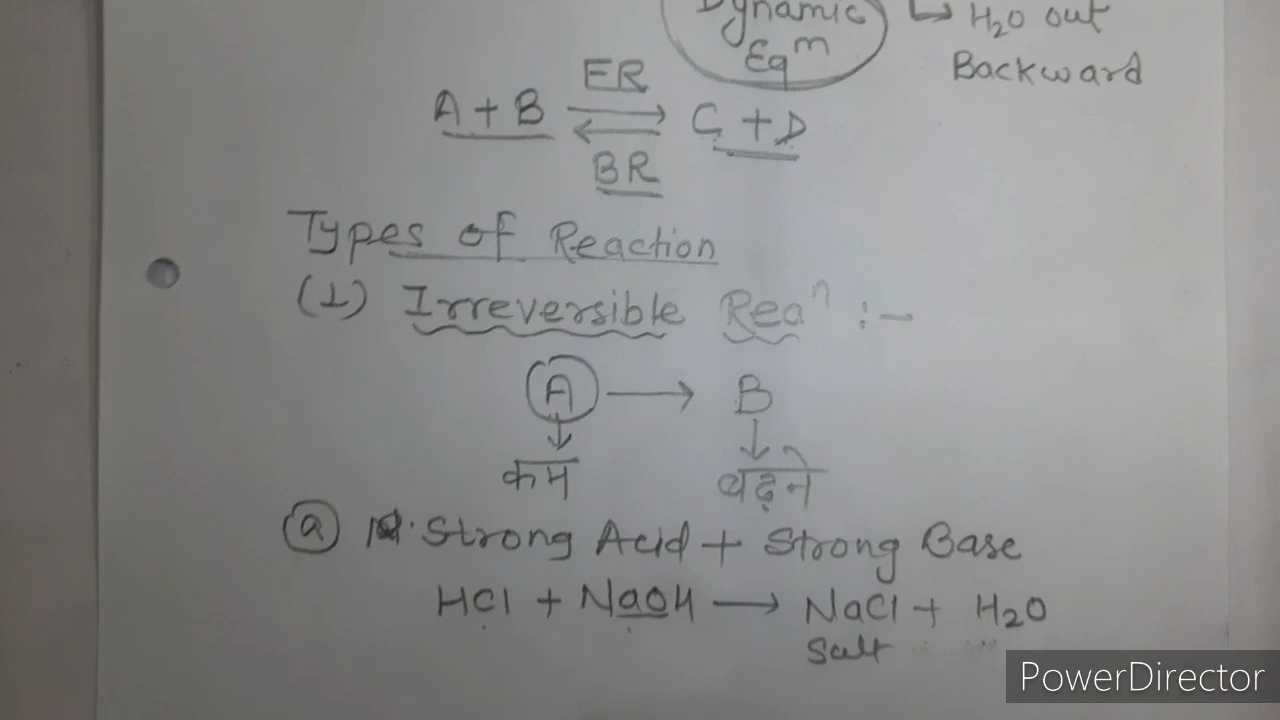 Dynamic ↳ H₂O out
Eqᵐ Backward
FR
A + B ⇌ C + D
BR
Types of Reaction
(1) Irreversible Reaⁿ :-
A → B
↓ ↓
कम बढ़ने
(a) Strong Acid + Strong Base
HCl + NaOH → NaCl + H₂O
Salt
PowerDirector